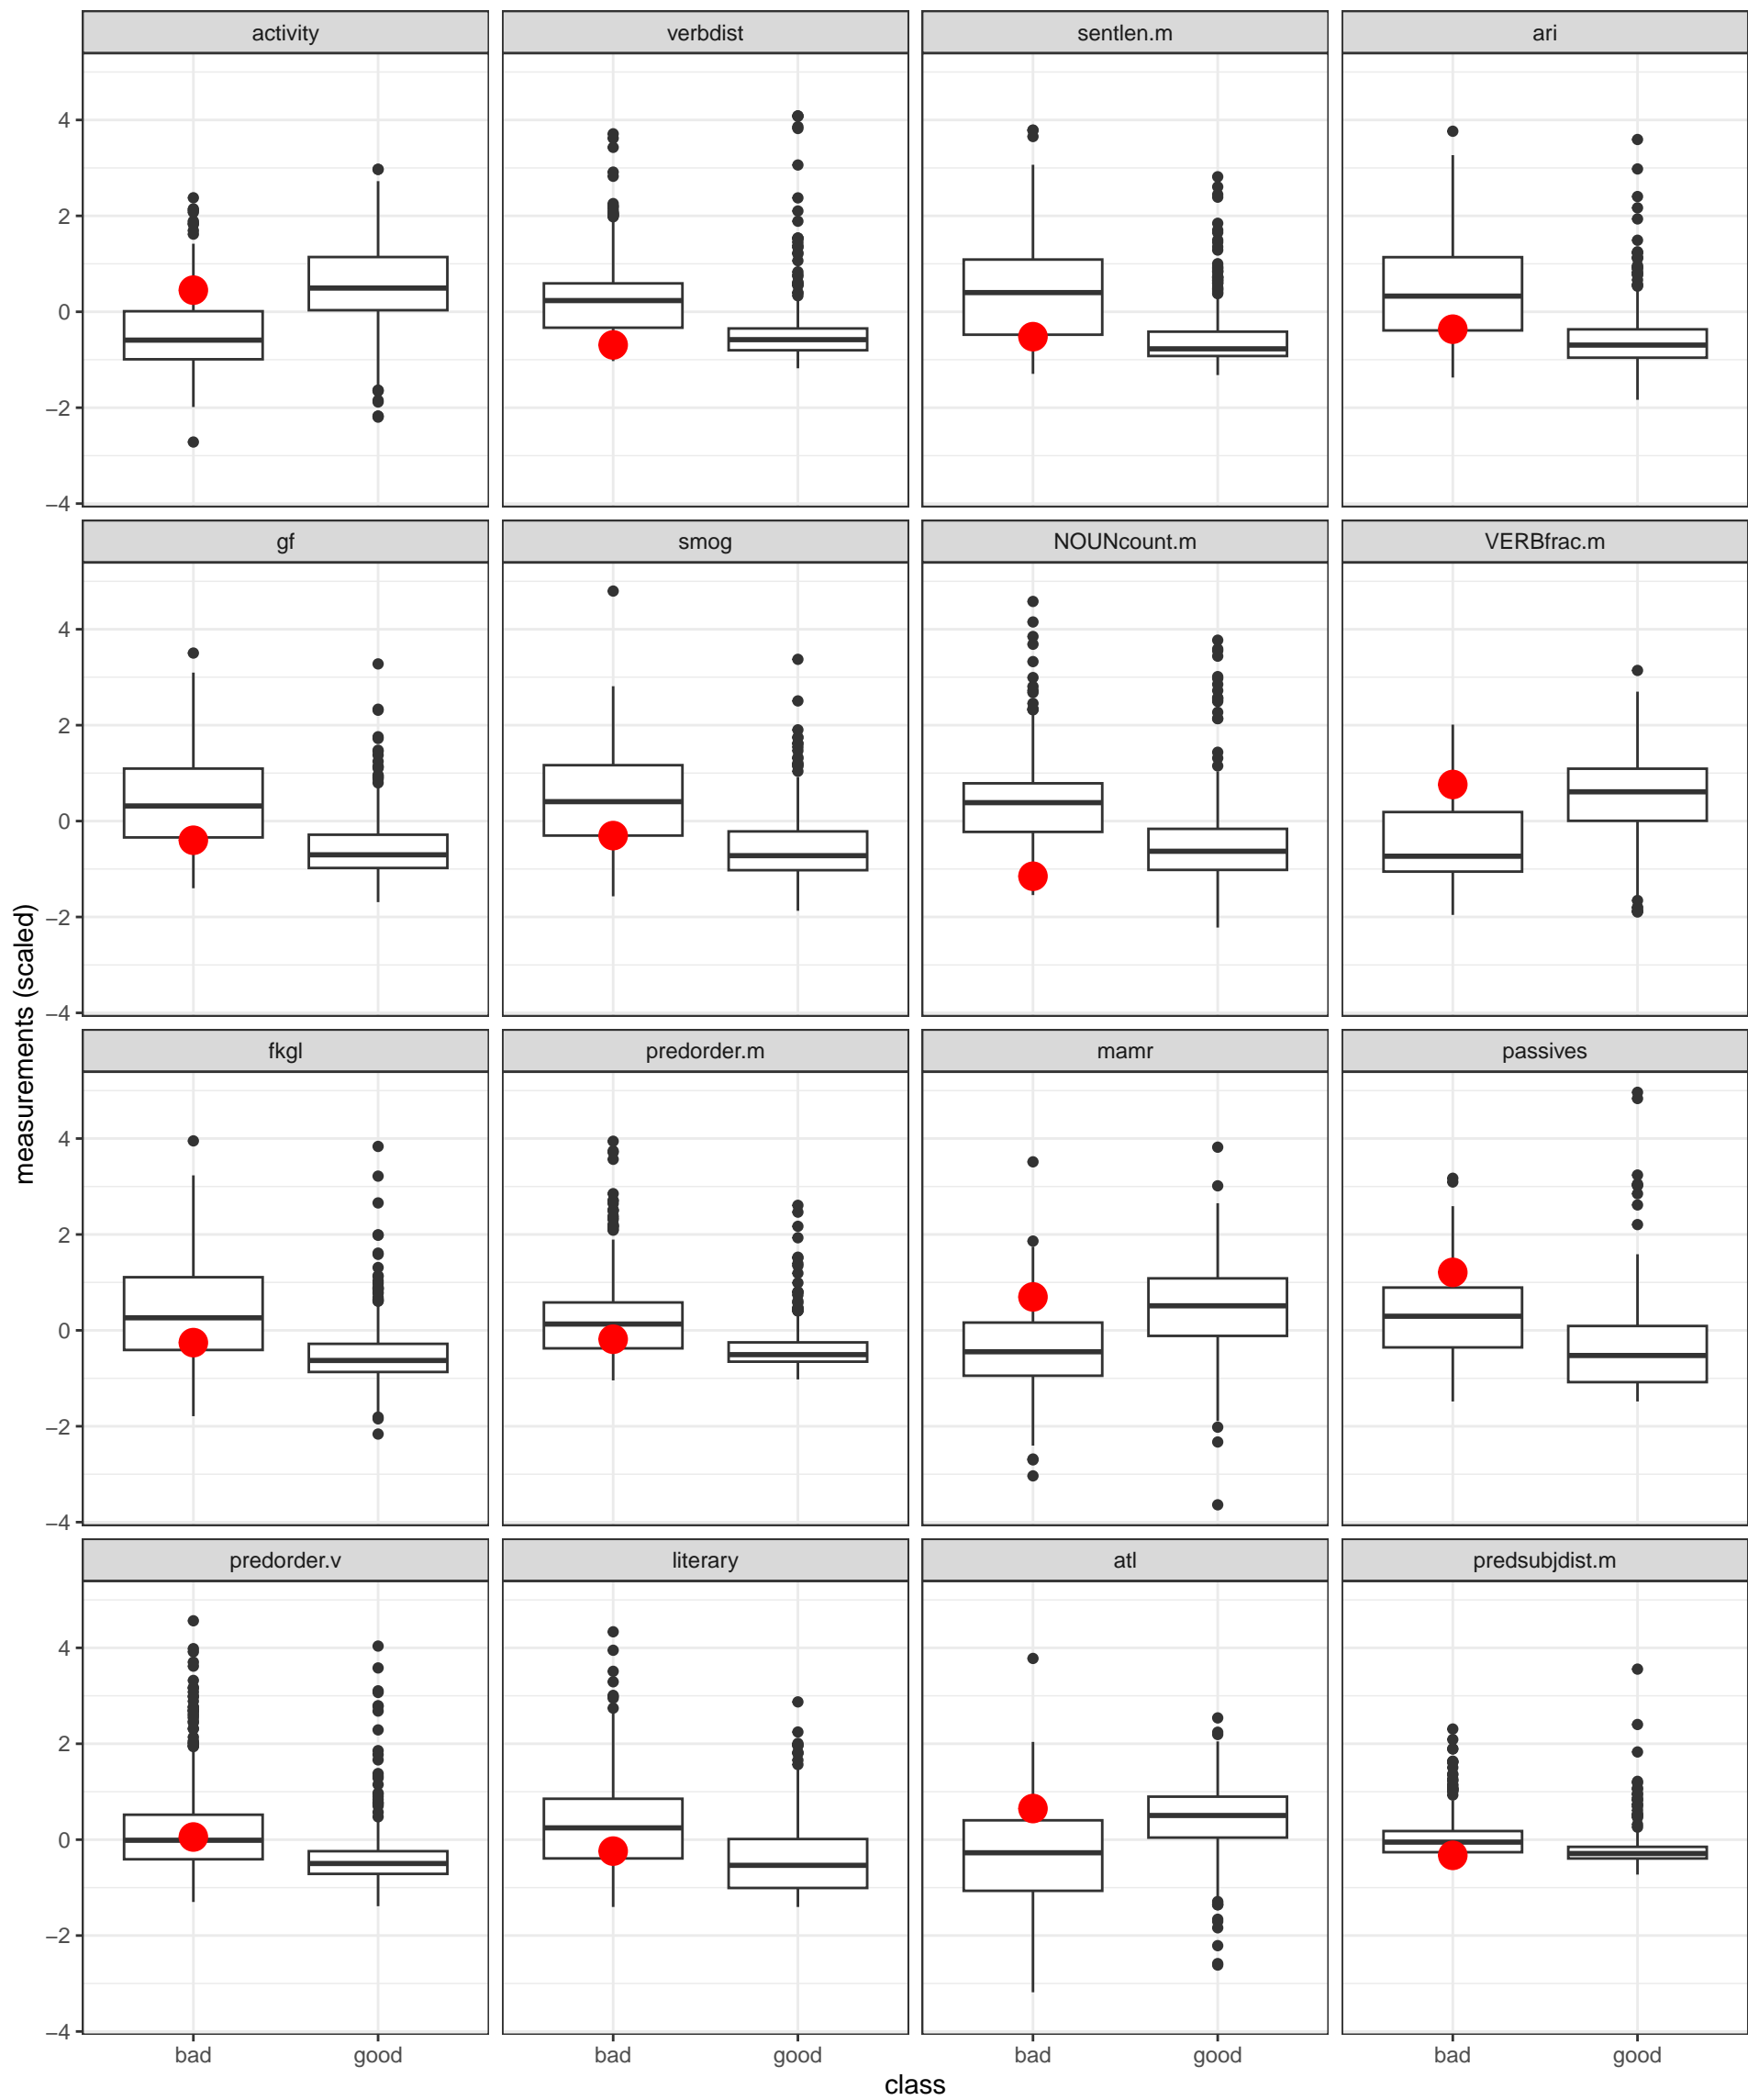 activity verbdist sentlen.m ari
4
2
0
−2
−4
gf smog NOUNcount.m VERBfrac.m
4
2
0
−2
−4
fkgl predorder.m mamr passives
4
2
0
−2
−4
predorder.v literary atl predsubjdist.m
4
2
0
−2
−4
bad good bad good bad good bad good
class
measurements (scaled)